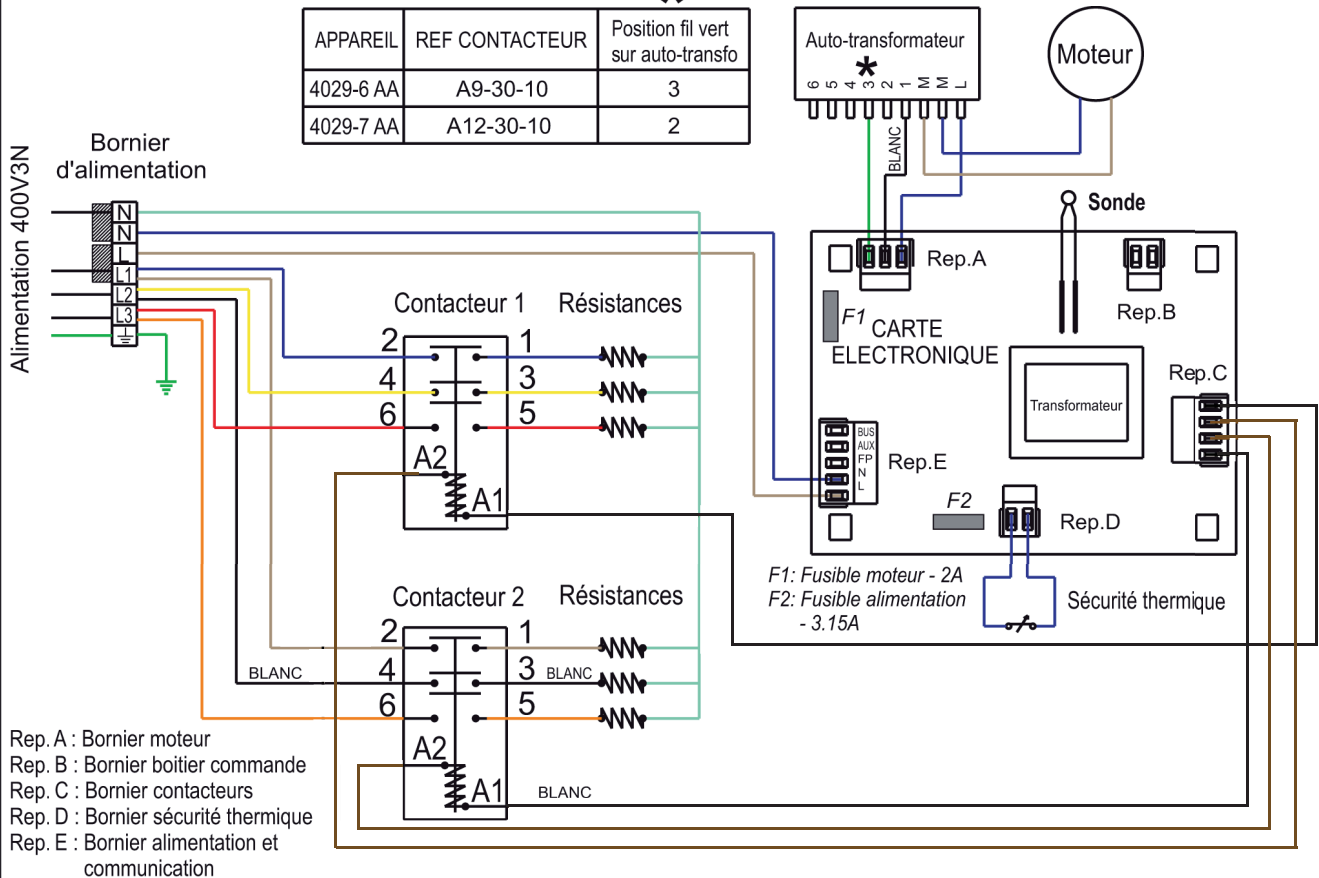 *
APPAREIL REF CONTACTEUR Position fil vert
sur auto-transfo
4029-6 AA A9-30-10 3
4029-7 AA A12-30-10 2
Auto-transformateur
*
6 5 4 3 2 1 M M L
Moteur
BLANC
Alimentation 400V3N
Bornier
d'alimentation
N
N
L
L1
L2
L3
Sonde
Rep.A
Rep.B
F1 CARTE
ELECTRONIQUE
Transformateur
Rep.C
BUS
AUX
FP
N
L
Rep.E
F2
Rep.D
F1: Fusible moteur - 2A
F2: Fusible alimentation
- 3.15A
Sécurité thermique
Contacteur 1 Résistances
2 1
4 3
6 5
A2
A1
Contacteur 2 Résistances
2 1
BLANC 4 3 BLANC
6 5
A2
A1 BLANC
Rep. A : Bornier moteur
Rep. B : Bornier boitier commande
Rep. C : Bornier contacteurs
Rep. D : Bornier sécurité thermique
Rep. E : Bornier alimentation et
communication